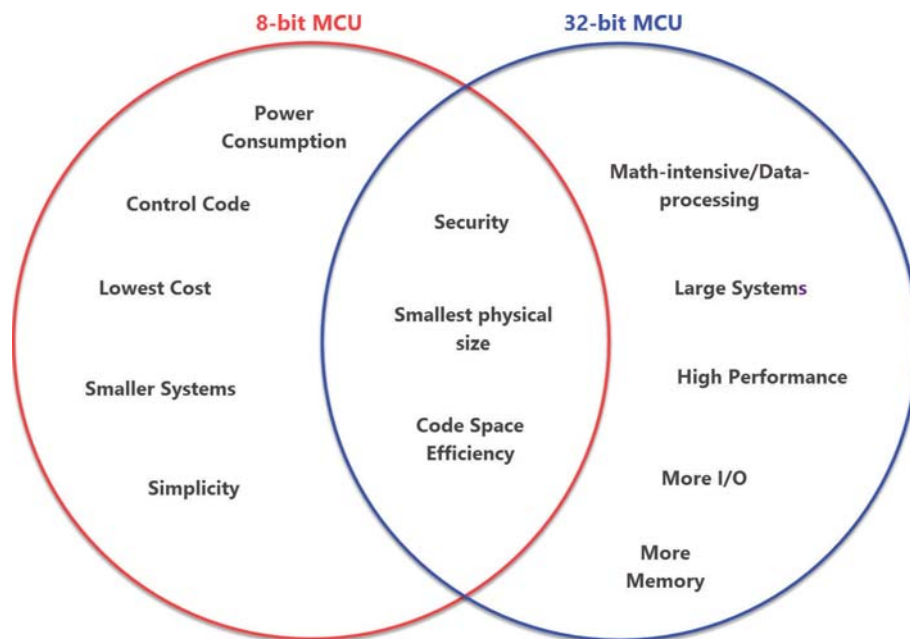 8-bit MCU
32-bit MCU
Power
Consumption
Control Code
Lowest Cost
Smaller Systems
Simplicity
Security
Smallest physical
size
Code Space
Efficiency
Math-intensive/Data-
processing
Large Systems
High Performance
More I/O
More
Memory